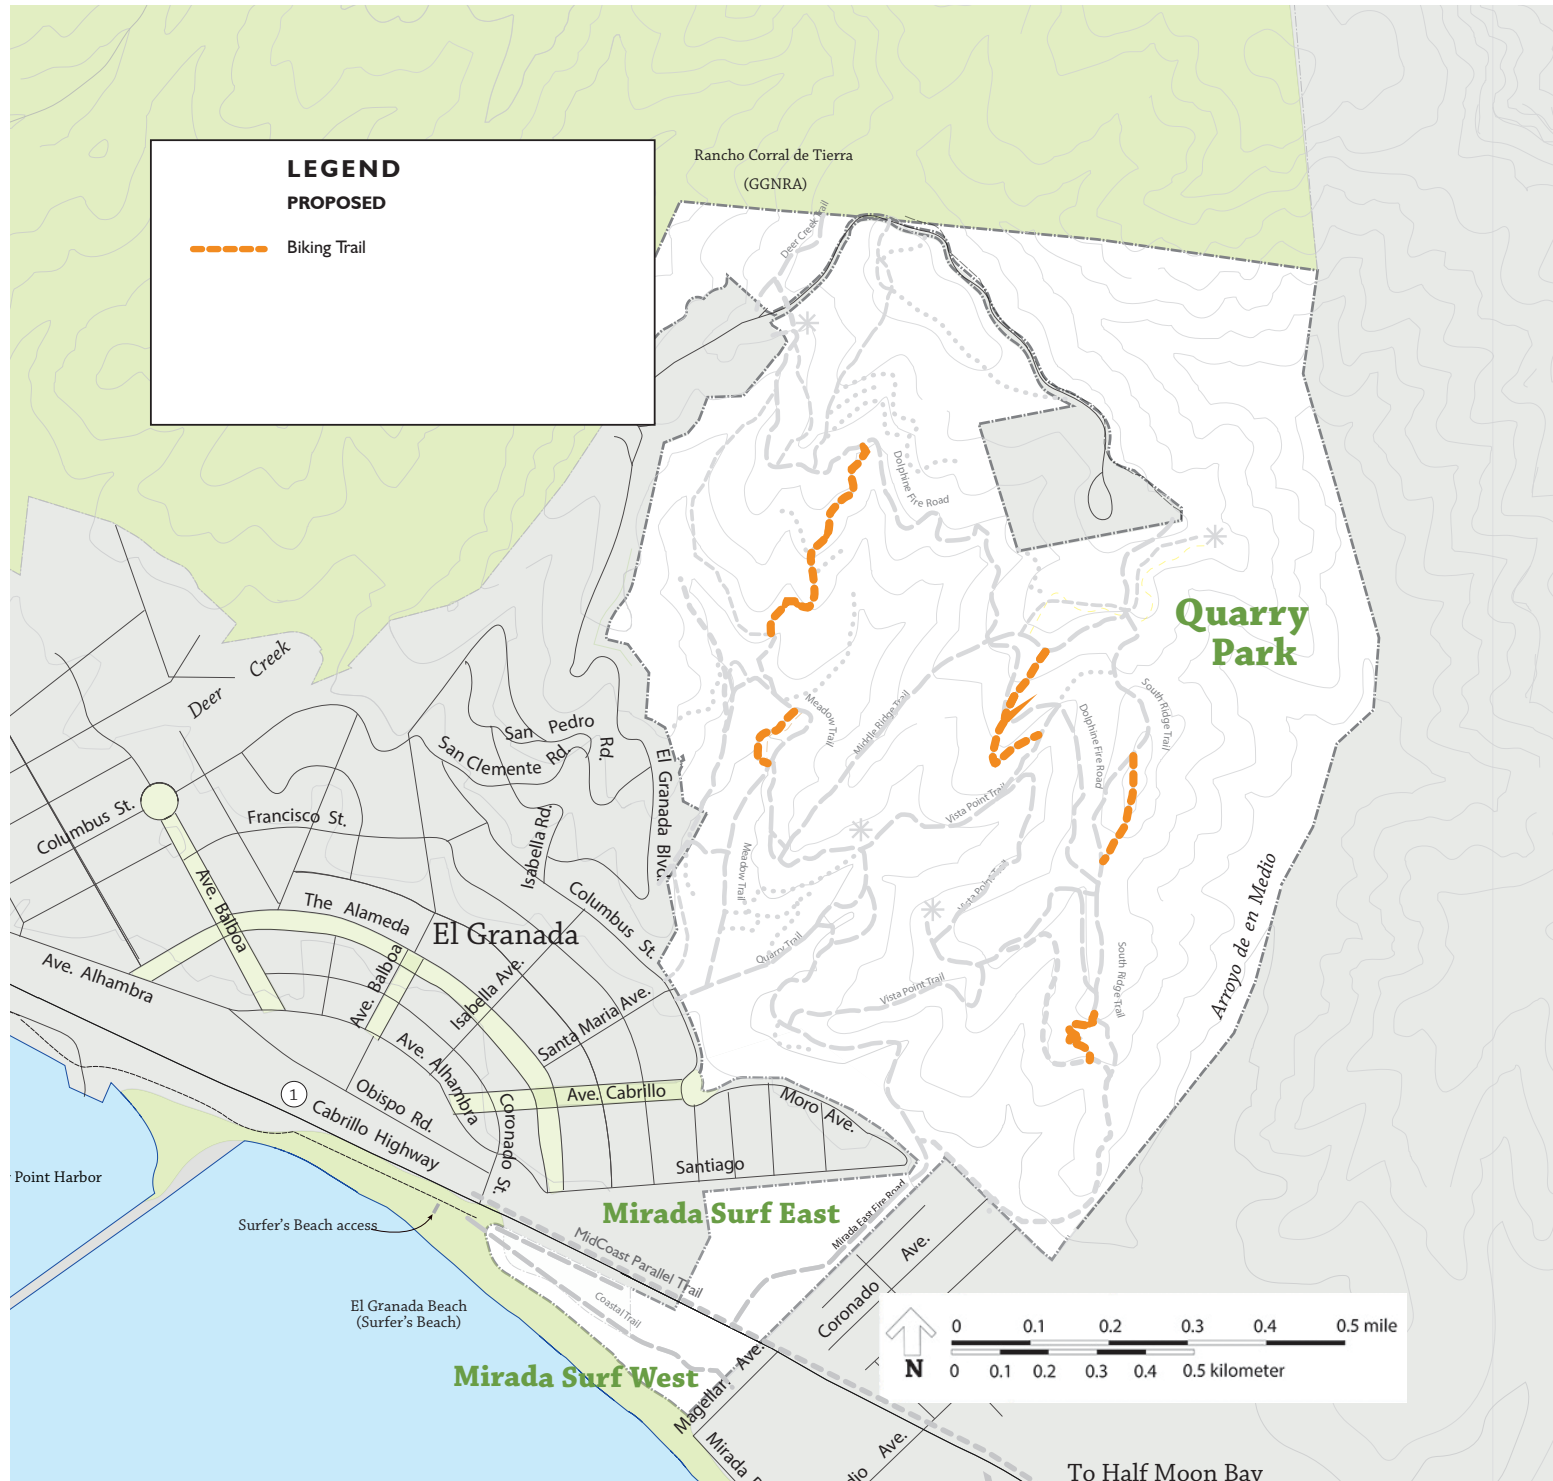 LEGEND
PROPOSED
Biking Trail
Rancho Corral de Tierra
(GGNRA)
Deer Creek Trail
Dolphine Fire Road
Quarry
Park
Deer Creek
San Pedro
Rd.
San Clemente Rd.
El Granada Blvd.
Meadow Trail
Middle Ridge Trail
Dolphine Fire Road
South Ridge Trail
Columbus St.
Francisco St.
Isabella Rd.
Vista Point Trail
Ave. Balboa
The Alameda
Columbus St.
Meadow Trail
Vista Point Trail
El Granada
Ave. Alhambra
Ave. Balboa
Isabella Ave.
Quarry Trail
Vista Point Trail
South Ridge Trail
Arroyo de en Medio
Santa Maria Ave.
Ave. Alhambra
Obispo Rd.
1
Cabrillo Highway
Coronado St.
Ave. Cabrillo
Moro Ave.
Santiago
Point Harbor
Surfer's Beach access
Mirada Surf East
Mirada East Fire Road
MidCoast Parallel Trail
Coastal Trail
El Granada Beach
(Surfer's Beach)
Coronado Ave.
Mirada Surf West
Magellan Ave.
Mirada
Ave.
N
0 0.1 0.2 0.3 0.4 0.5 mile
0 0.1 0.2 0.3 0.4 0.5 kilometer
To Half Moon Bay